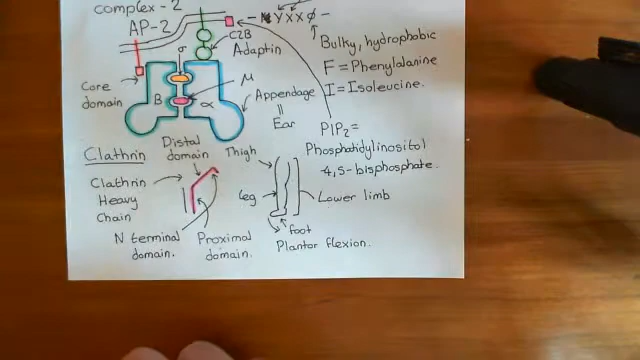 complex-2
AP-2
σ
C2B
Adaptin
Core
domain
β
α
μ
Appendage
=
Ear
YXXØ -
Bulky, hydrophobic
F = Phenylalanine
I = Isoleucine.
PIP2 =
Phosphatidylinositol
4,5-bisphosphate.
Clathrin
Distal
domain
Thigh
Clathrin
Heavy
Chain
Leg
Lower limb
N terminal
domain.
Proximal
domain.
foot
Plantor flexion.